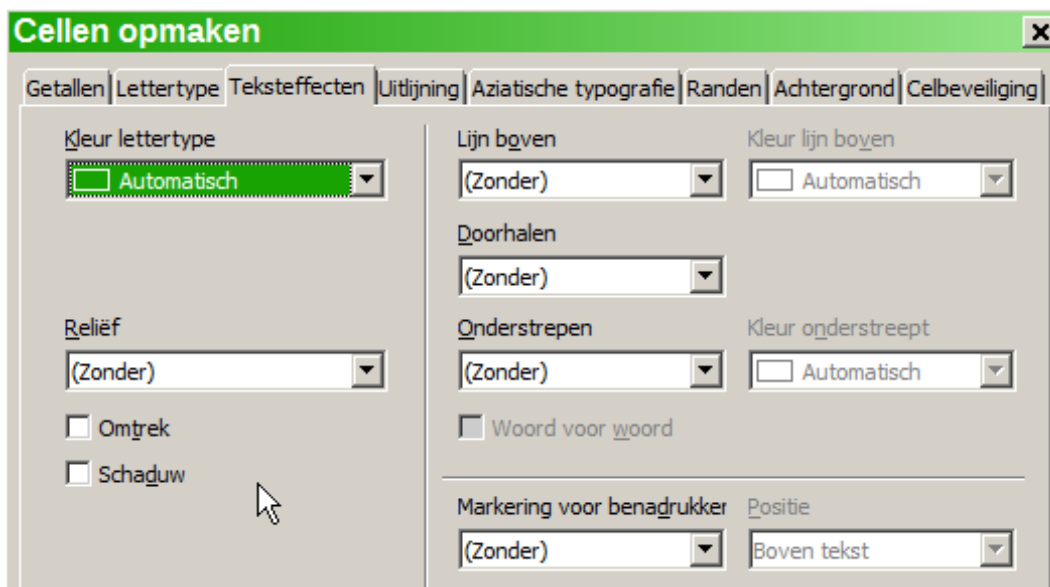 Cellen opmaken
Getallen Lettertype Teksteffecten Uitlijning Aziatische typografie Randen Achtergrond Celbeveiliging
Kleur lettertype
Automatisch
Reliëf
(Zonder)
Omtrek
Schaduw
Lijn boven
(Zonder)
Kleur lijn boven
Automatisch
Doorhalen
(Zonder)
Onderstrepen
(Zonder)
Kleur onderstreept
Automatisch
Woord voor woord
Markering voor benadrukker
(Zonder)
Positie
Boven tekst